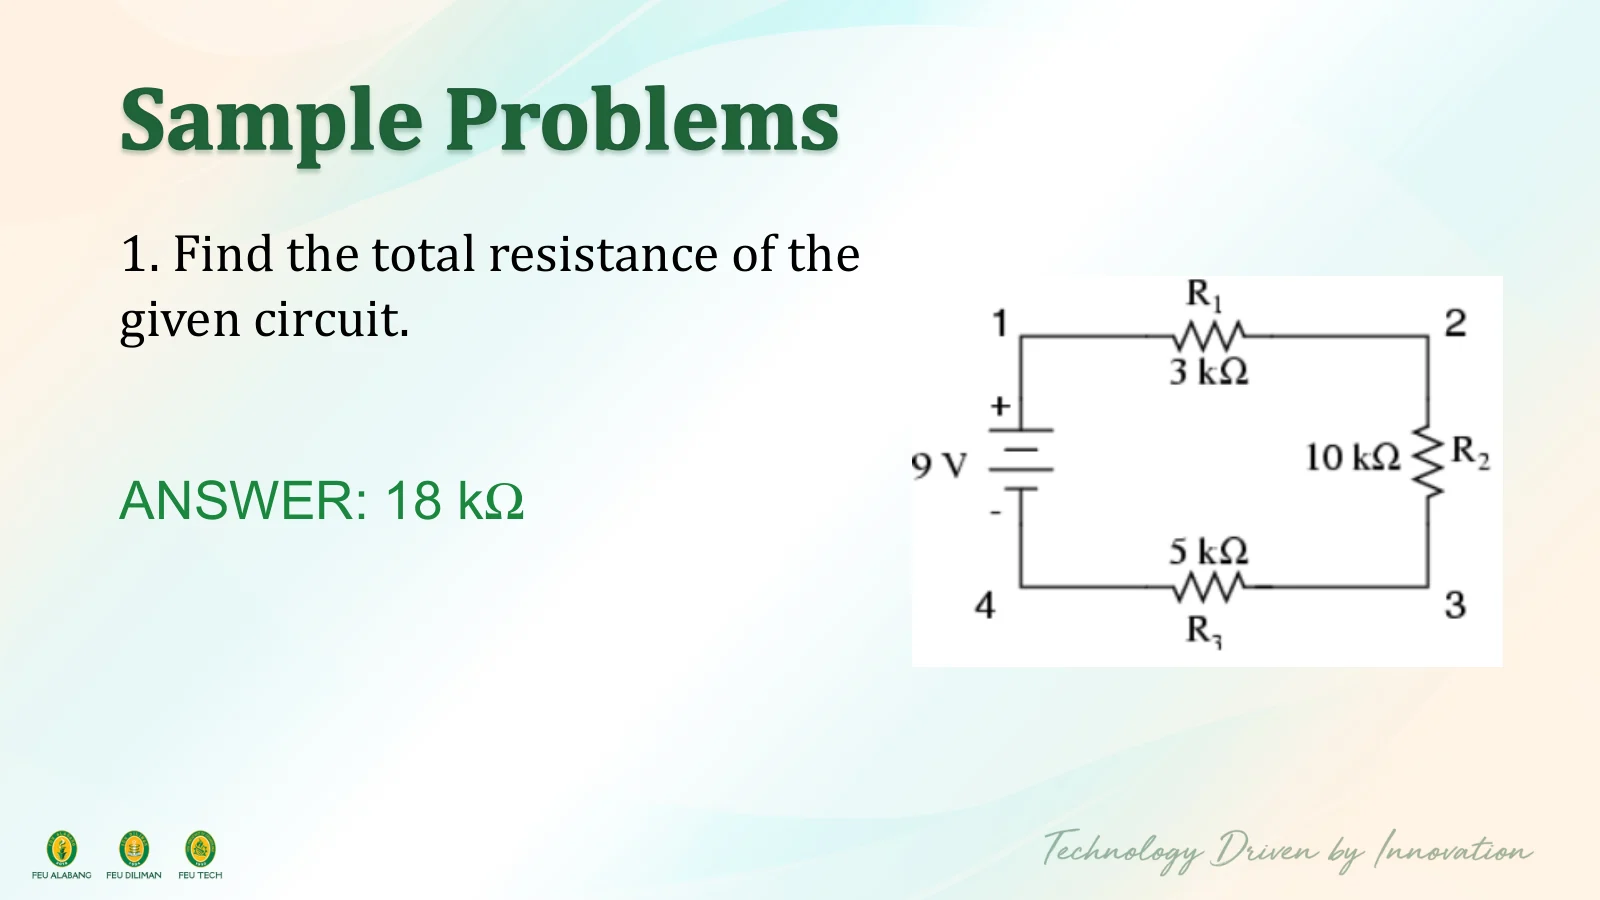 Sample Problems
1. Find the total resistance of the
given circuit.
ANSWER: 18 kΩ
R₁
1
2
3 kΩ
+
9 V
10 kΩ
R₂
-
5 kΩ
4
3
R₃
FEU ALABANG
FEU DILIMAN
FEU TECH
Technology Driven by Innovation